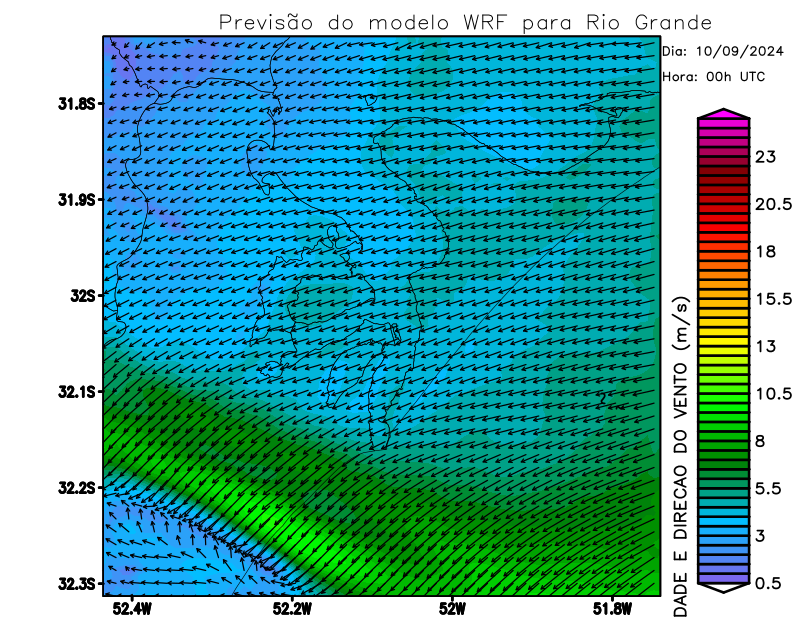 Previsão do modelo WRF para Rio Grande
Dia: 10/09/2024
Hora: 00h UTC
31.8S
31.9S
32S
32.1S
32.2S
32.3S
52.4W
52.2W
52W
51.8W
23
20.5
18
15.5
13
10.5
8
5.5
3
0.5
DADE E DIRECAO DO VENTO (m/s)